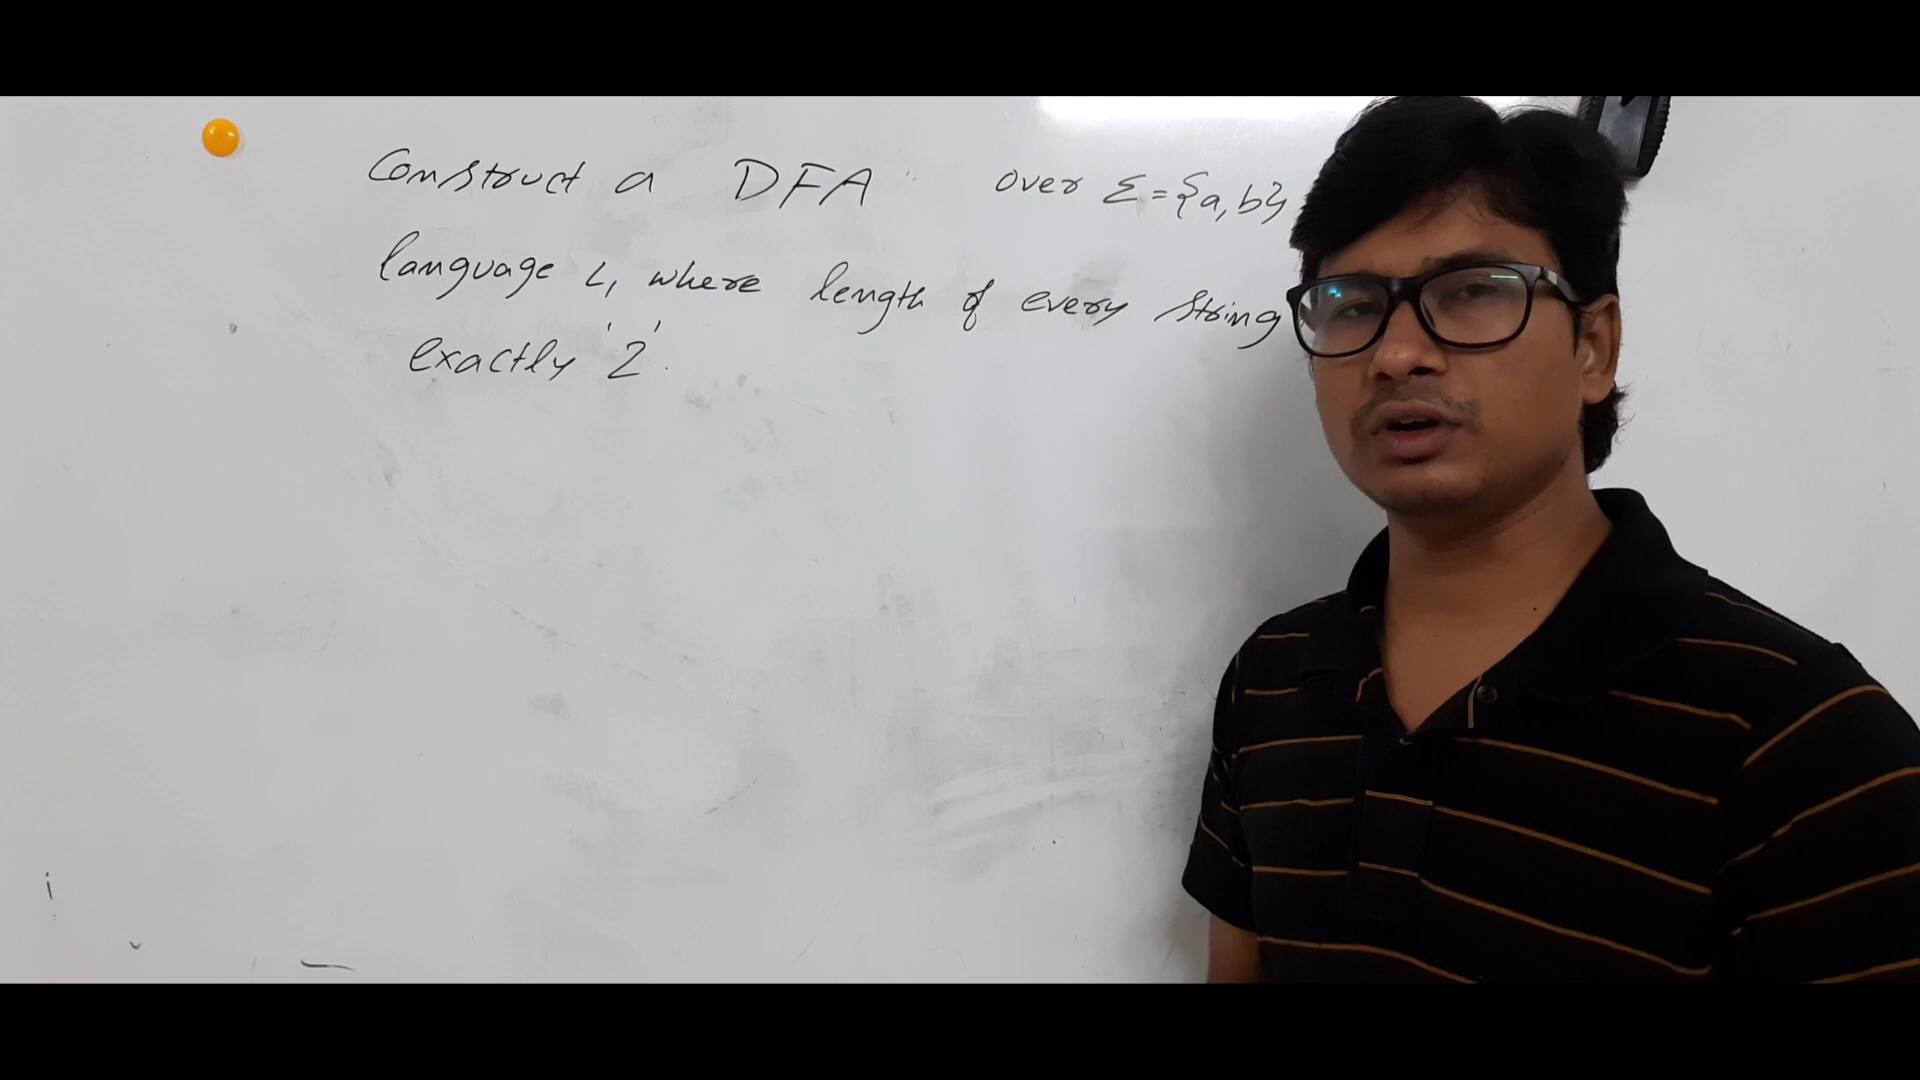 Construct a DFA over Σ={a,b}
language L, where length of every string
exactly '2'.